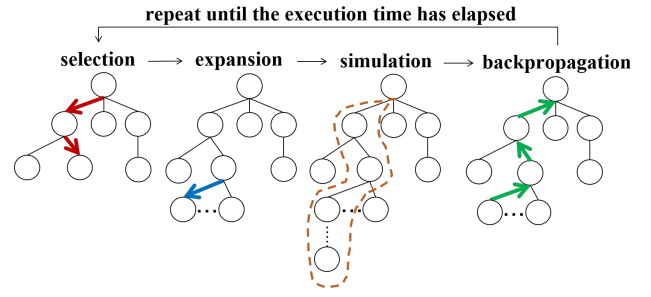 repeat until the execution time has elapsed
selection
expansion
simulation
backpropagation